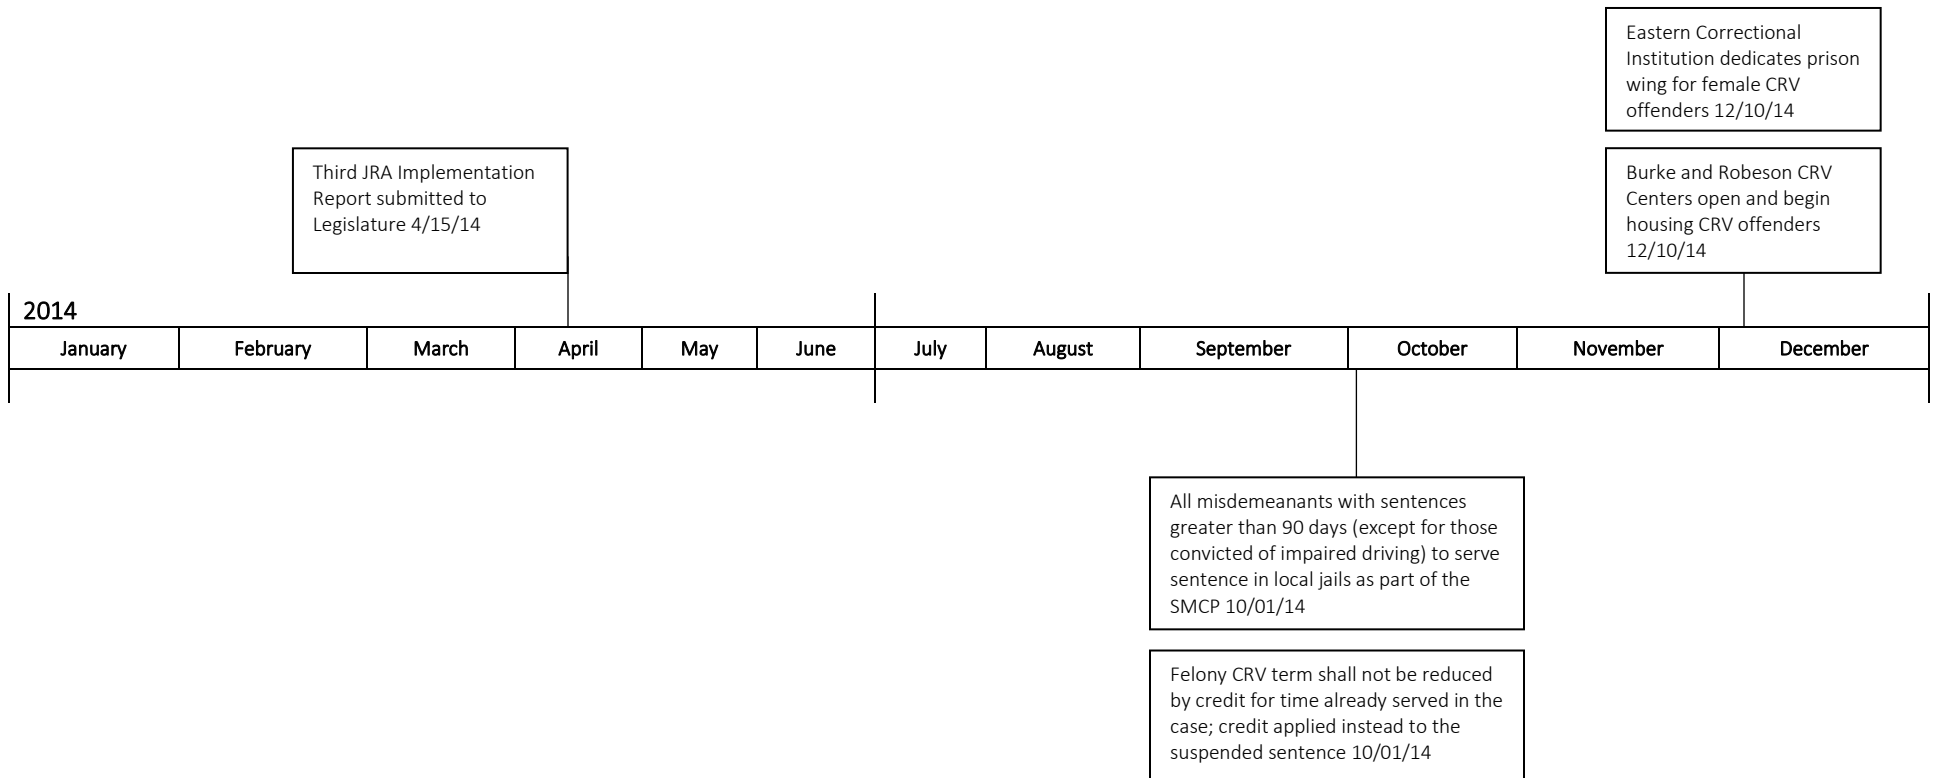 Eastern Correctional
Institution dedicates prison
wing for female CRV
offenders 12/10/14
Third JRA Implementation
Report submitted to
Legislature 4/15/14
Burke and Robeson CRV
Centers open and begin
housing CRV offenders
12/10/14
2014
January February March April May June July August September October November December
All misdemeanants with sentences
greater than 90 days (except for those
convicted of impaired driving) to serve
sentence in local jails as part of the
SMCP 10/01/14
Felony CRV term shall not be reduced
by credit for time already served in the
case; credit applied instead to the
suspended sentence 10/01/14